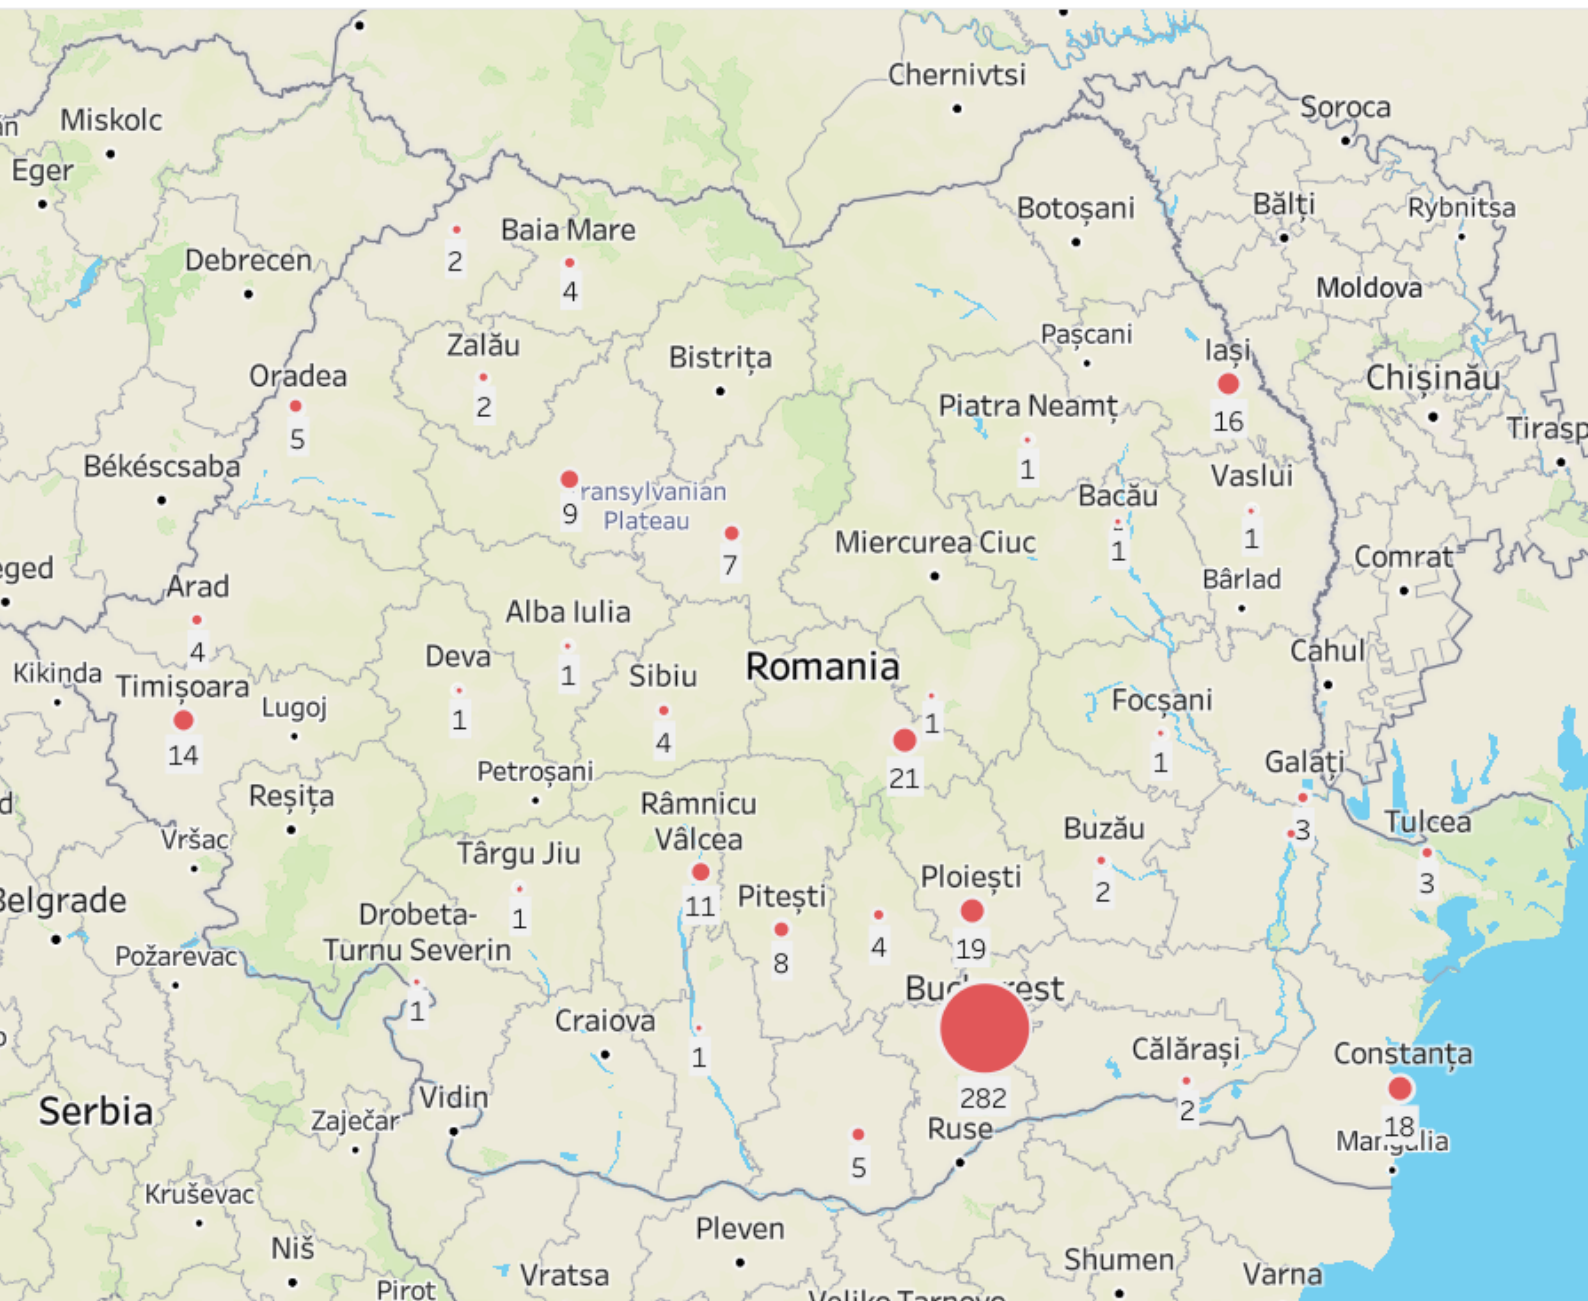 Chernivtsi
Soroca
Miskolc
Eger
Botoșani
Bălți
Rybnitsa
Baia Mare
2
4
Debrecen
Moldova
Pașcani
Zalău
Bistrița
Iași
Oradea
Chișinău
2
Piatra Neamț
16
5
Tirasp
Békéscsaba
1
Vaslui
9
ransylvanian
Plateau
Bacău
1
1
Miercurea Ciuc
7
Comrat
eged
Arad
Bârlad
Alba Iulia
4
Deva
1
Sibiu
Romania
Cahul
Kikinda
Timișoara
Lugoj
1
4
1
Focșani
14
21
1
Galați
Petroșani
Reșița
Râmnicu
Vâlcea
Buzău
3
Tulcea
Vršac
Târgu Jiu
Ploiești
2
3
Belgrade
Drobeta-
Turnu Severin
1
11
Pitești
4
19
Požarevac
8
1
Bucharest
Craiova
1
Călărași
Constanța
Serbia
Vidin
282
2
18
Zaječar
Ruse
Mangalia
5
Kruševac
Niš
Pleven
Vratsa
Shumen
Varna
Pirot
Veliko Tarnovo